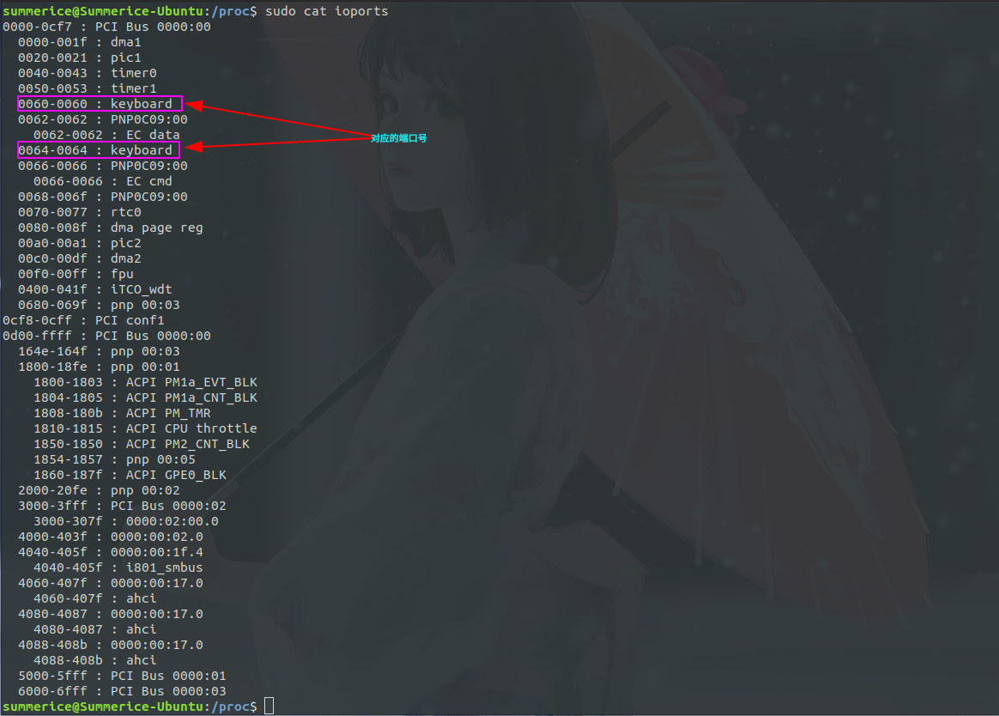 summerice@Summerice-Ubuntu:/proc$ sudo cat ioports
0000-0cf7 : PCI Bus 0000:00
  0000-001f : dma1
  0020-0021 : pic1
  0040-0043 : timer0
  0050-0053 : timer1
  0060-0060 : keyboard
  0062-0062 : PNP0C09:00
    0062-0062 : EC data
对应的端口号
  0064-0064 : keyboard
  0066-0066 : PNP0C09:00
    0066-0066 : EC cmd
  0068-006f : PNP0C09:00
  0070-0077 : rtc0
  0080-008f : dma page reg
  00a0-00a1 : pic2
  00c0-00df : dma2
  00f0-00ff : fpu
  0400-041f : iTCO_wdt
  0680-069f : pnp 00:03
0cf8-0cff : PCI conf1
0d00-ffff : PCI Bus 0000:00
  164e-164f : pnp 00:03
  1800-18fe : pnp 00:01
    1800-1803 : ACPI PM1a_EVT_BLK
    1804-1805 : ACPI PM1a_CNT_BLK
    1808-180b : ACPI PM_TMR
    1810-1815 : ACPI CPU throttle
    1850-1850 : ACPI PM2_CNT_BLK
    1854-1857 : pnp 00:05
    1860-187f : ACPI GPE0_BLK
  2000-20fe : pnp 00:02
  3000-3fff : PCI Bus 0000:02
    3000-307f : 0000:02:00.0
  4000-403f : 0000:00:02.0
  4040-405f : 0000:00:1f.4
    4040-405f : i801_smbus
  4060-407f : 0000:00:17.0
    4060-407f : ahci
  4080-4087 : 0000:00:17.0
    4080-4087 : ahci
  4088-408b : 0000:00:17.0
    4088-408b : ahci
  5000-5fff : PCI Bus 0000:01
  6000-6fff : PCI Bus 0000:03
summerice@Summerice-Ubuntu:/proc$